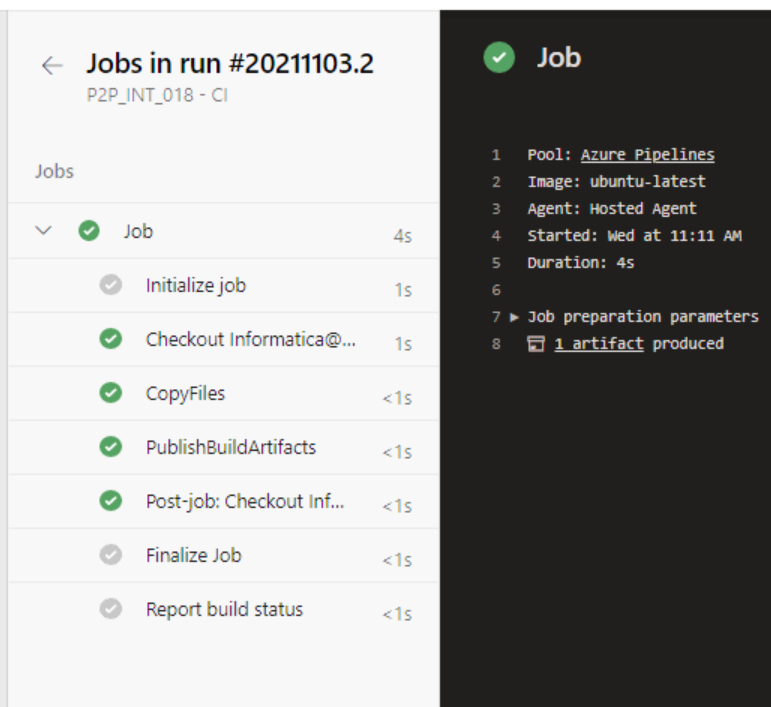 Jobs in run #20211103.2
P2P_INT_018 - CI
Jobs
Job 4s
Initialize job 1s
Checkout Informatica@... 1s
CopyFiles <1s
PublishBuildArtifacts <1s
Post-job: Checkout Inf... <1s
Finalize Job <1s
Report build status <1s
Job
1 Pool: Azure Pipelines
2 Image: ubuntu-latest
3 Agent: Hosted Agent
4 Started: Wed at 11:11 AM
5 Duration: 4s
6
7 Job preparation parameters
8 1 artifact produced